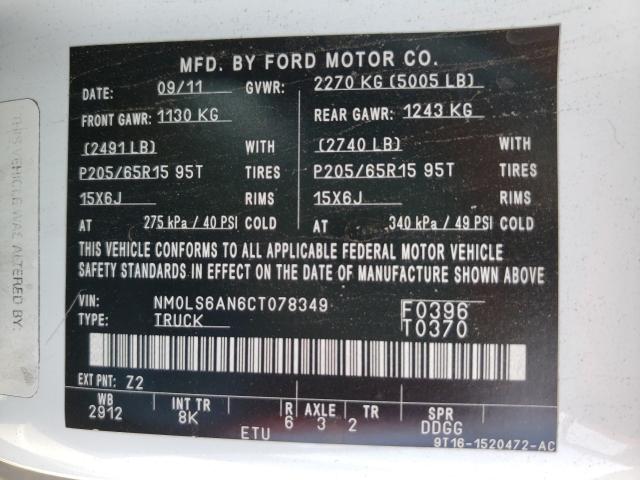 MFD. BY FORD MOTOR CO.
DATE: 09/11 GVWR: 2270 KG (5005 LB)
FRONT GAWR: 1130 KG REAR GAWR: 1243 KG
(2491 LB) WITH (2740 LB) WITH
P205/65R15 95T TIRES P205/65R15 95T TIRES
15X6J RIMS 15X6J RIMS
AT 275 kPa / 40 PSI COLD AT 340 kPa / 49 PSI COLD
THIS VEHICLE CONFORMS TO ALL APPLICABLE FEDERAL MOTOR VEHICLE
SAFETY STANDARDS IN EFFECT ON THE DATE OF MANUFACTURE SHOWN ABOVE
VIN: NM0LS6AN6CT078349 F0396
TYPE: TRUCK T0370
EXT PNT: Z2
WB INT TR R AXLE TR SPR
2912 8K 6 3 2 DDGG
ETU 9T16-1520472-AC
THIS VEHICLE WAS ALTERED BY: